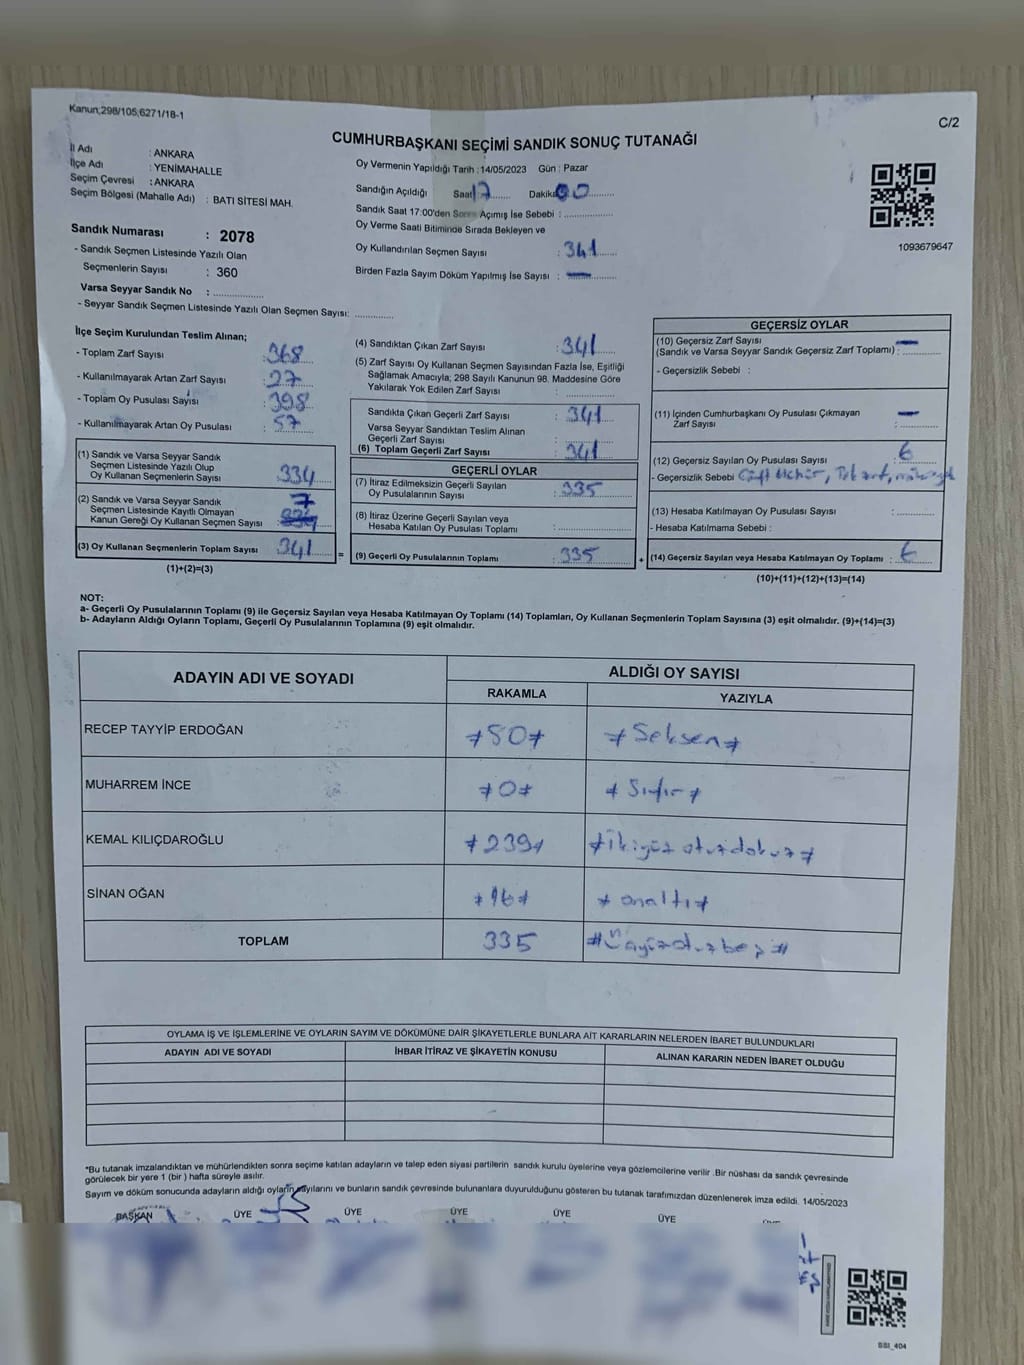 Kanun;298/105;6271/18-1
C/2
CUMHURBAŞKANI SEÇİMİ SANDIK SONUÇ TUTANAĞI
İl Adı : ANKARA
İlçe Adı : YENİMAHALLE
Seçim Çevresi : ANKARA
Seçim Bölgesi (Mahalle Adı) : BATI SİTESİ MAH.
Sandık Numarası : 2078
- Sandık Seçmen Listesinde Yazılı Olan
Seçmenlerin Sayısı : 360
Varsa Seyyar Sandık No : ..............
- Seyyar Sandık Seçmen Listesinde Yazılı Olan Seçmen Sayısı: ..............
Oy Vermenin Yapıldığı Tarih : 14/05/2023 Gün : Pazar
Sandığın Açıldığı Saat 17 Dakika 00
Sandık Saat 17:00'den Sonra Açmış İse Sebebi : ..............
Oy Verme Saati Bitiminde Sırada Bekleyen ve
Oy Kullandırılan Seçmen Sayısı : 341
Birden Fazla Sayım Döküm Yapılmış İse Sayısı : —
1093679647
İlçe Seçim Kurulundan Teslim Alınan;
- Toplam Zarf Sayısı : 368
- Kullanılmayarak Artan Zarf Sayısı : 27
- Toplam Oy Pusulası Sayısı : 398
- Kullanılmayarak Artan Oy Pusulası : 57
(1) Sandık ve Varsa Seyyar Sandık
Seçmen Listesinde Yazılı Olup
Oy Kullanan Seçmenlerin Sayısı : 334
(2) Sandık ve Varsa Seyyar Sandık 7
Seçmen Listesinde Kayıtlı Olmayan
Kanun Gereği Oy Kullanan Seçmen Sayısı : 334
(3) Oy Kullanan Seçmenlerin Toplam Sayısı : 341
(1)+(2)=(3)
=
(4) Sandıktan Çıkan Zarf Sayısı : 341
(5) Zarf Sayısı Oy Kullanan Seçmen Sayısından Fazla İse, Eşitliği
Sağlamak Amacıyla; 298 Sayılı Kanunun 98. Maddesine Göre
Yakılarak Yok Edilen Zarf Sayısı : ..............
Sandıkta Çıkan Geçerli Zarf Sayısı : 341
Varsa Seyyar Sandıktan Teslim Alınan
Geçerli Zarf Sayısı : ..............
(6) Toplam Geçerli Zarf Sayısı : 341
GEÇERLİ OYLAR
(7) İtiraz Edilmeksizin Geçerli Sayılan
Oy Pusulalarının Sayısı : 335
(8) İtiraz Üzerine Geçerli Sayılan veya
Hesaba Katılan Oy Pusulası Toplamı : ..............
(9) Geçerli Oy Pusulalarının Toplamı : 335
+
GEÇERSİZ OYLAR
(10) Geçersiz Zarf Sayısı —
(Sandık ve Varsa Seyyar Sandık Geçersiz Zarf Toplamı) : ..........
- Geçersizlik Sebebi :
(11) İçinden Cumhurbaşkanı Oy Pusulası Çıkmayan —
Zarf Sayısı : ..........
(12) Geçersiz Sayılan Oy Pusulası Sayısı : 6
- Geçersizlik Sebebi
(13) Hesaba Katılmayan Oy Pusulası Sayısı : ..........
- Hesaba Katılmama Sebebi :
(14) Geçersiz Sayılan veya Hesaba Katılmayan Oy Toplamı : 6
(10)+(11)+(12)+(13)=(14)
NOT:
a- Geçerli Oy Pusulalarının Toplamı (9) ile Geçersiz Sayılan veya Hesaba Katılmayan Oy Toplamı (14) Toplamları, Oy Kullanan Seçmenlerin Toplam Sayısına (3) eşit olmalıdır. (9)+(14)=(3)
b- Adayların Aldığı Oyların Toplamı, Geçerli Oy Pusulalarının Toplamına (9) eşit olmalıdır.
ADAYIN ADI VE SOYADI
ALDIĞI OY SAYISI
RAKAMLA YAZIYLA
RECEP TAYYİP ERDOĞAN ≠80≠ ≠Seksen≠
MUHARREM İNCE ≠0≠ ≠Sıfır≠
KEMAL KILIÇDAROĞLU ≠239≠ ≠İkiyüz otuzdokuz≠
SİNAN OĞAN ≠16≠ ≠onaltı≠
TOPLAM 335 #Üçyüzotuzbeş#
OYLAMA İŞ VE İŞLEMLERİNE VE OYLARIN SAYIM VE DÖKÜMÜNE DAİR ŞİKAYETLERLE BUNLARA AİT KARARLARIN NELERDEN İBARET BULUNDUKLARI
ADAYIN ADI VE SOYADI İHBAR İTİRAZ VE ŞİKAYETİN KONUSU ALINAN KARARIN NEDEN İBARET OLDUĞU
*Bu tutanak imzalandıktan ve mühürlendikten sonra seçime katılan adayların ve talep eden siyasi partilerin sandık kurulu üyelerine veya gözlemcilerine verilir .Bir nüshası da sandık çevresinde
görülecek bir yere 1 (bir ) hafta süreyle asılır.
Sayım ve döküm sonucunda adayların aldığı oyların sayılarını ve bunların sandık çevresinde bulunanlara duyurulduğunu gösteren bu tutanak tarafımızdan düzenlenerek imza edildi. 14/05/2023
BAŞKAN ÜYE ÜYE ÜYE ÜYE ÜYE
BBI_404